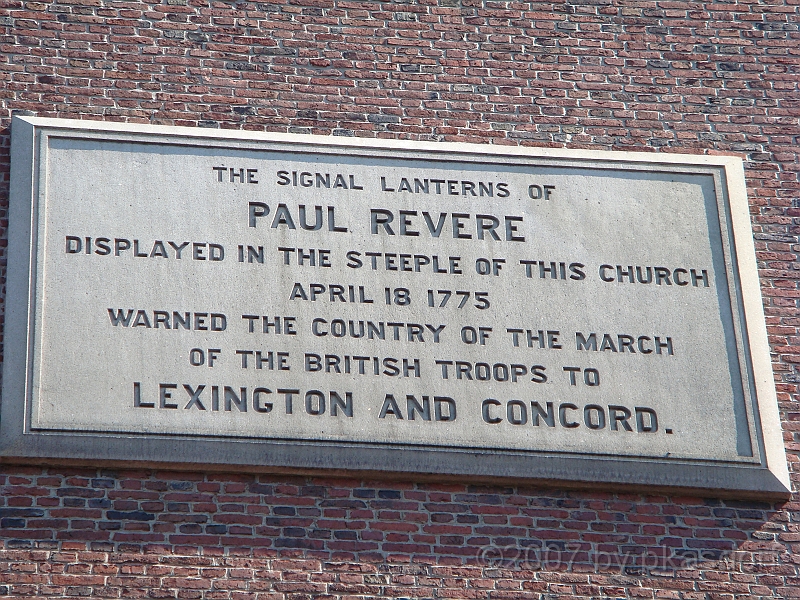 THE SIGNAL LANTERNS OF
PAUL REVERE
DISPLAYED IN THE STEEPLE OF THIS CHURCH
APRIL 18 1775
WARNED THE COUNTRY OF THE MARCH
OF THE BRITISH TROOPS TO
LEXINGTON AND CONCORD.
©2007 by